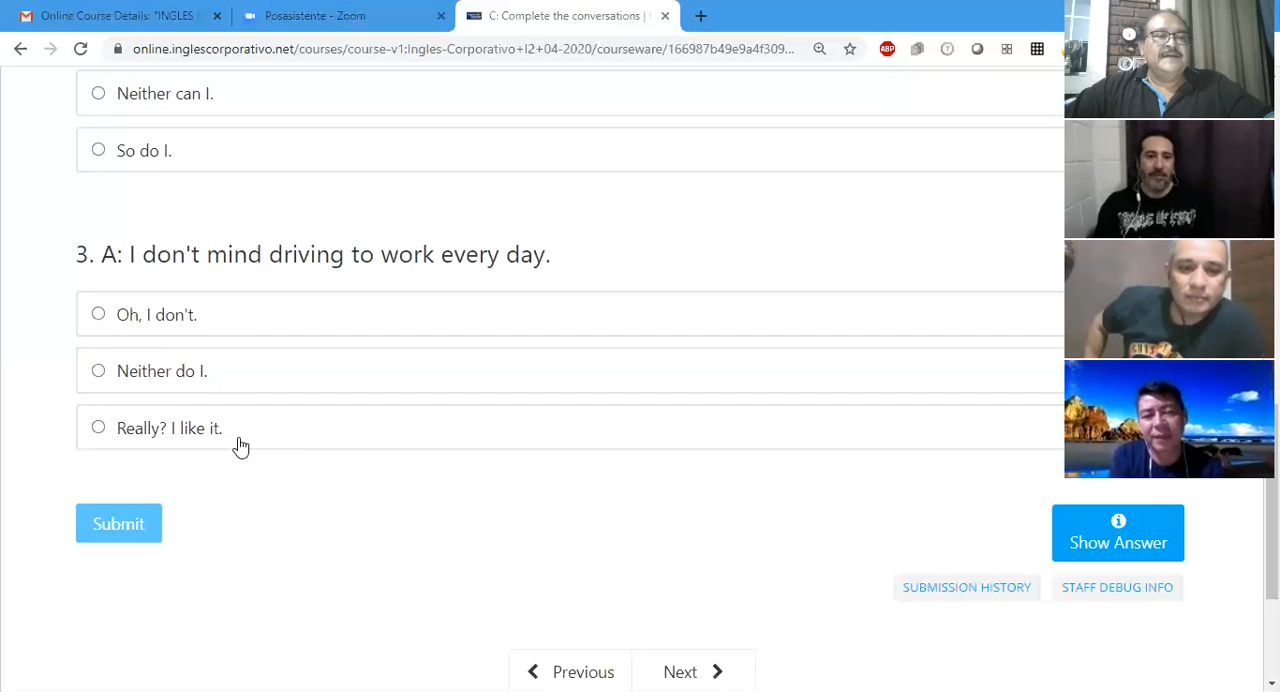 Online Course Details: "INGLES I
Posasistente - Zoom
C: Complete the conversations |
online.inglescorporativo.net/courses/course-v1:Ingles-Corporativo+I2+04-2020/courseware/166987b49e9a4f309...
ABP
Neither can I.
So do I.
3. A: I don't mind driving to work every day.
Oh, I don't.
Neither do I.
Really? I like it.
Submit
Show Answer
SUBMISSION HISTORY
STAFF DEBUG INFO
Previous
Next